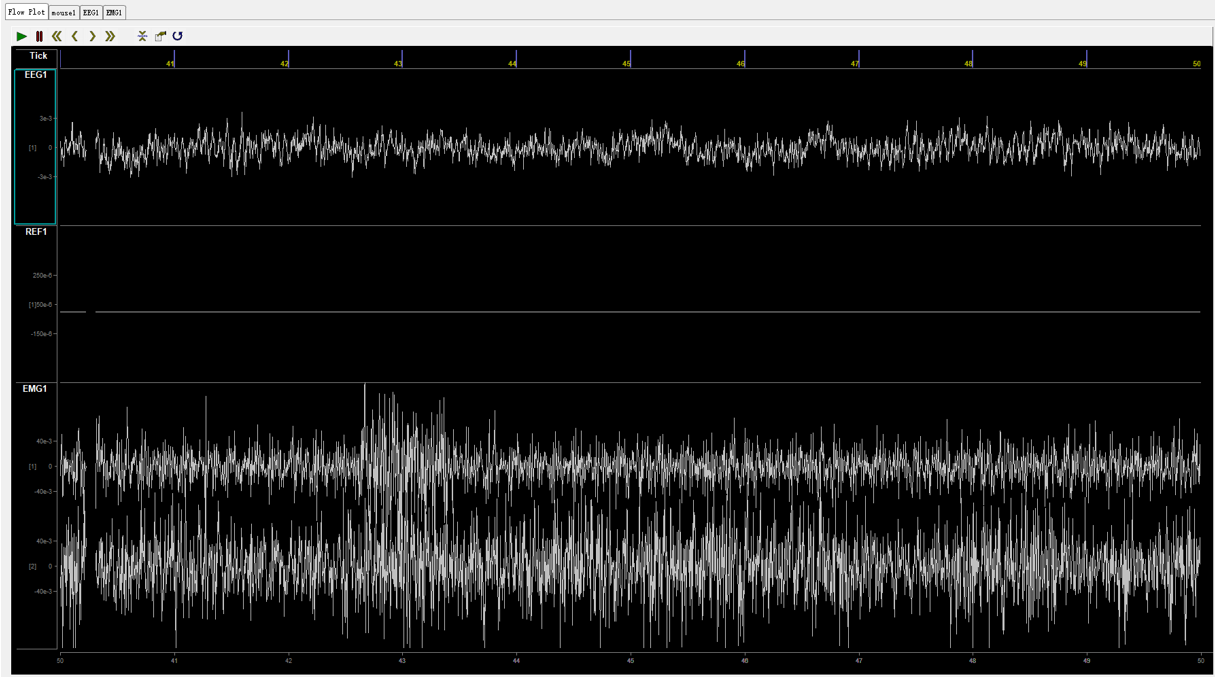 Flow Plot mouse1 EEG1 EMG1
Tick 41 42 43 44 45 46 47 48 49 50
EEG1
3e-3
[1] 0
-3e-3
REF1
250e-6
[1]50e-6
-150e-6
EMG1
40e-3
[1] 0
-40e-3
40e-3
[2] 0
-40e-3
50 41 42 43 44 45 46 47 48 49 50